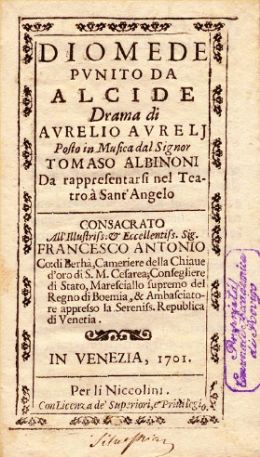 DIOMEDE
PVNITO DA
ALCIDE
Drama di
AVRELIO AVRELJ
Posto in Musica dal Signor
TOMASO ALBINONI
Da rappresentarsi nel Tea-
tro à Sant'Angelo
CONSACRATO
All'Illustriss. & Eccellentiss. Sig.
FRANCESCO ANTONIO
Co: di Berhà, Cameriere della Chiaue
d'oro di S. M. Cesarea, Consegliere
di Stato, Maresciallo supremo del
Regno di Boemia, & Ambasciato-
re appresso la Sereniss. Republica
di Venetia.
IN VENEZIA, 1701.
Per li Niccolini.
Con Licenza de' Superiori, e Priuilegio.